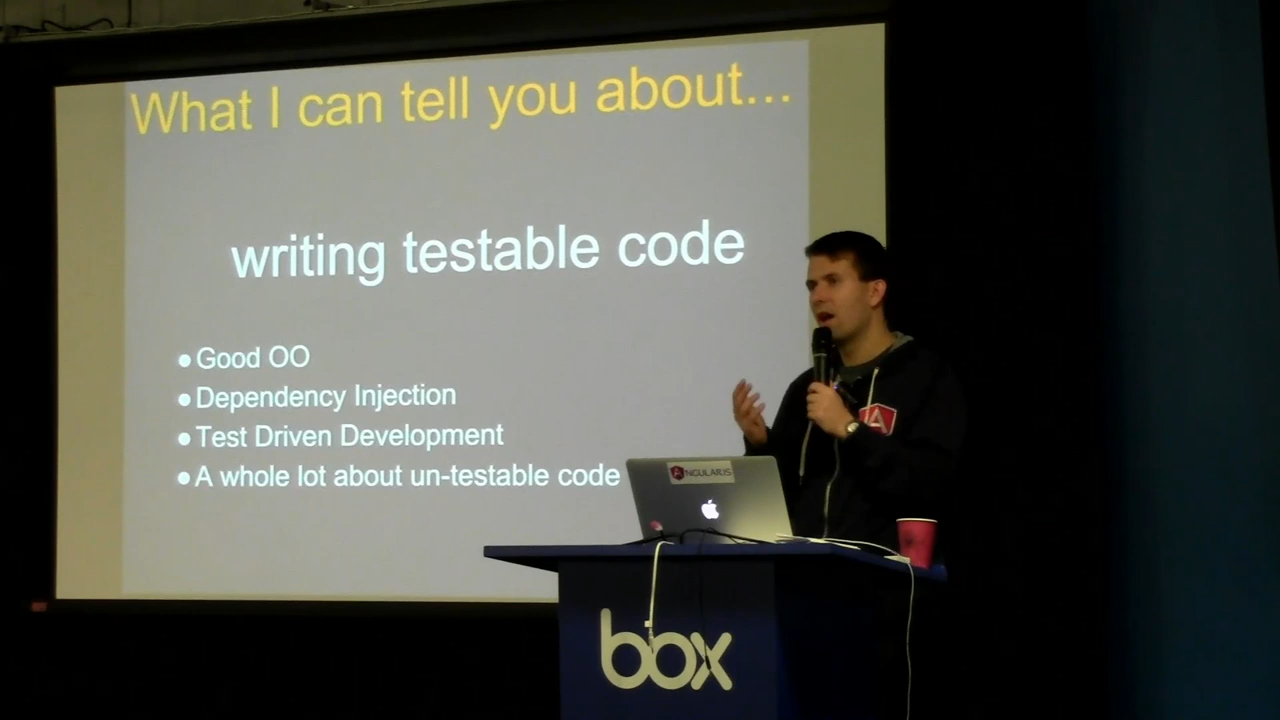 What I can tell you about...
writing testable code
● Good OO
● Dependency Injection
● Test Driven Development
● A whole lot about un-testable code
A
ANGULARJS
box